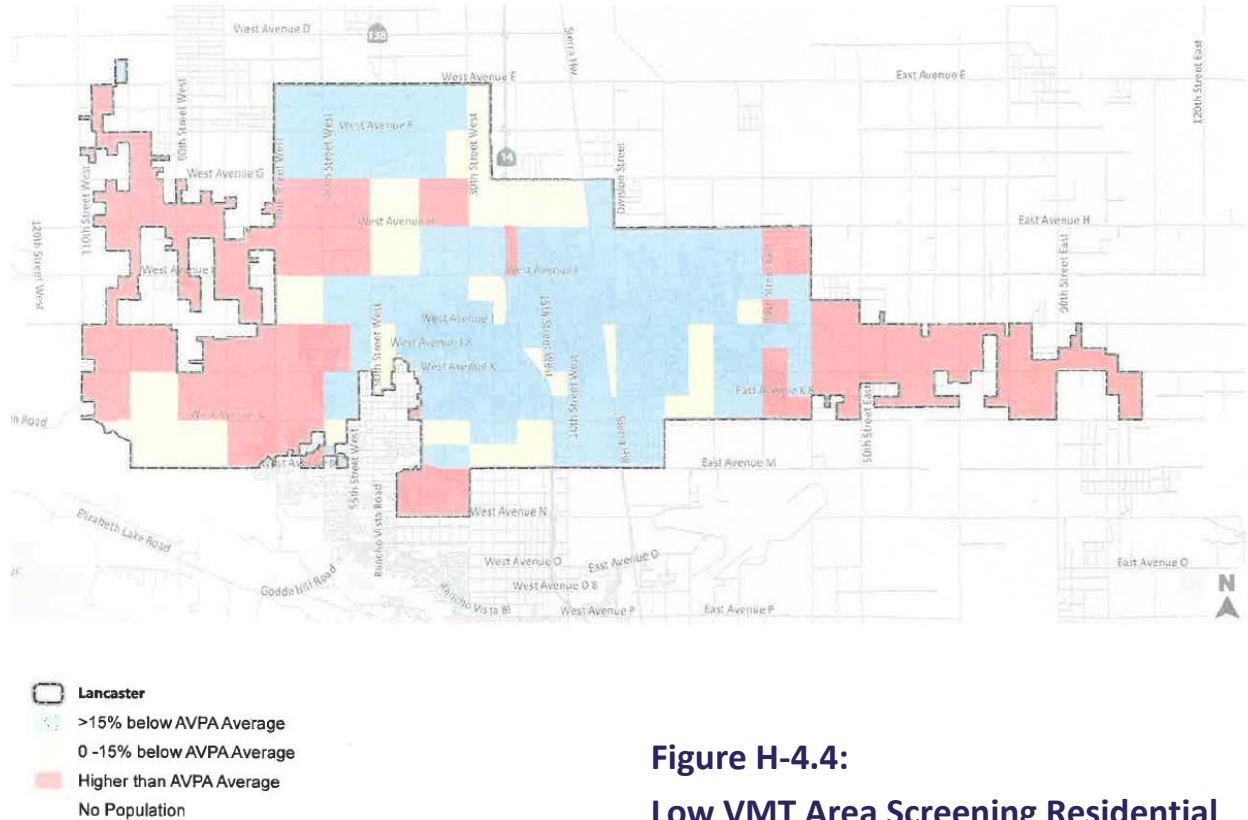 West Avenue D
138
Sierra Hwy
West Avenue E
East Avenue E
120th Street East
90th Street West
West Avenue F
14
30th Street West
Division Street
West Avenue G
110th Street West
West Avenue H
East Avenue H
120th Street West
West Avenue I
90th Street East
West Avenue J
15th Street West
West Avenue J 8
50th Street West
West Avenue K
10th Street West
East Avenue K 8
50th Street East
Sierra Hwy
55th Street West
East Avenue M
Elizabeth Lake Road
Rancho Vista Road
West Avenue N
West Avenue O
East Avenue O
East Avenue O
Godde Hill Road
West Avenue O 8
Rancho Vista Bl
West Avenue P
East Avenue P
N
Lancaster
>15% below AVPA Average
0 -15% below AVPA Average
Higher than AVPA Average
No Population
Figure H-4.4:
Low VMT Area Screening Residential